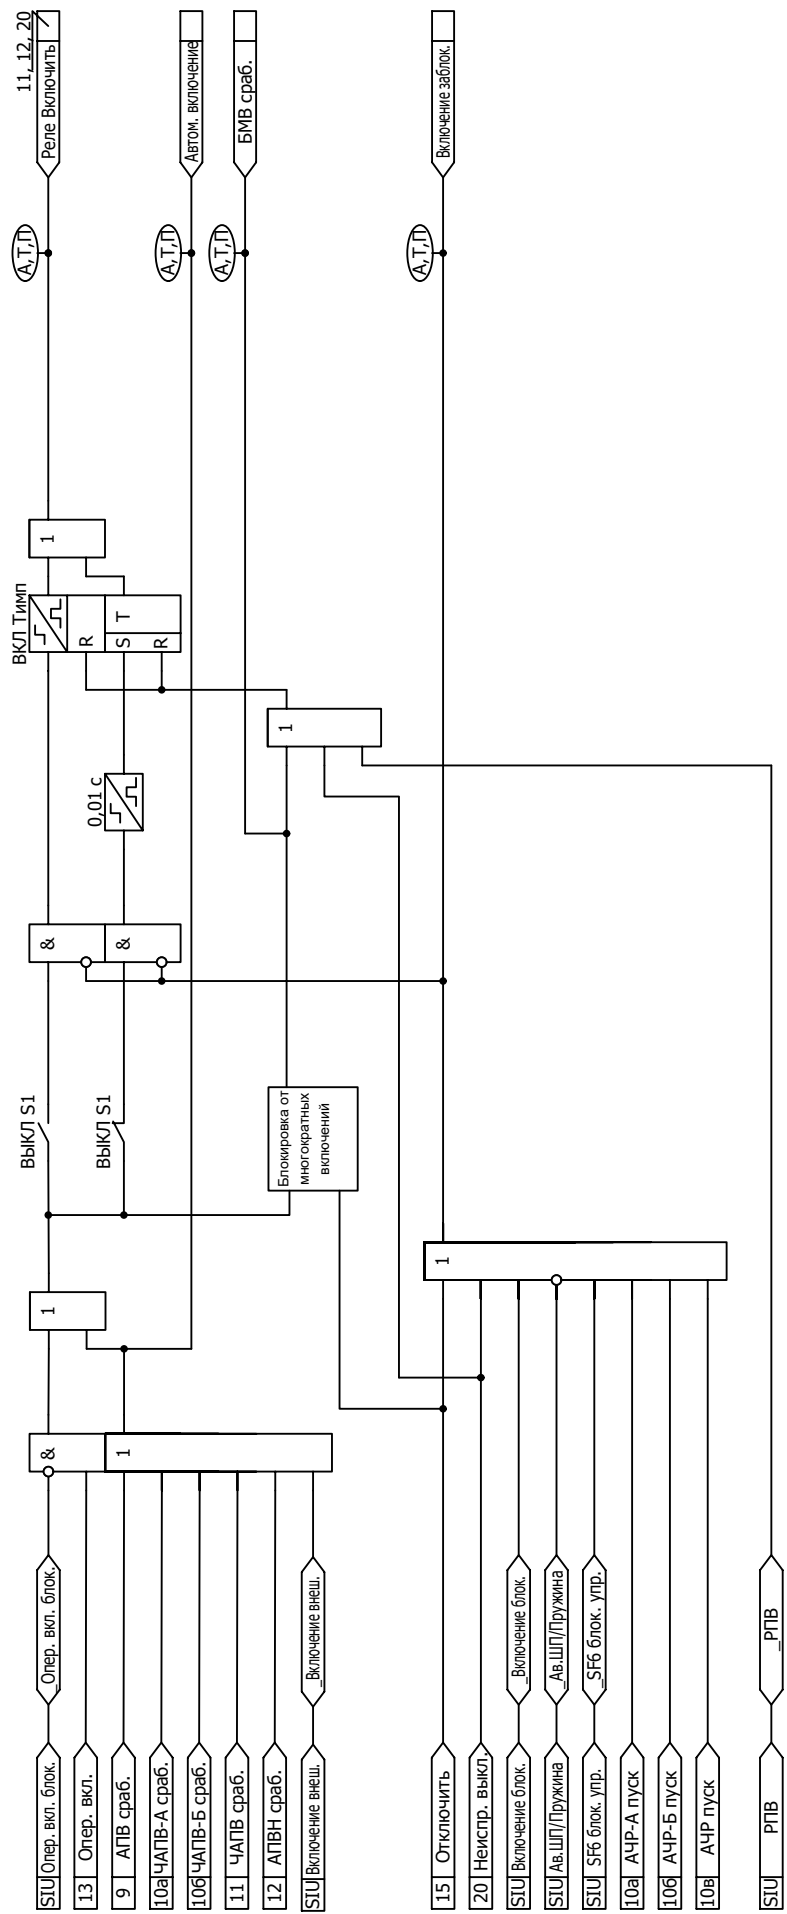 SIU Опер. вкл. блок.
_Опер. вкл. блок.
13 Опер. вкл.
9 АПВ сраб.
10а ЧАПВ-А сраб.
10б ЧАПВ-Б сраб.
11 ЧАПВ сраб.
12 АПВН сраб.
SIU Включение внеш.
_Включение внеш.
15 Отключить
20 Неиспр. выкл.
SIU Включение блок.
_Включение блок.
SIU Ав.ШП/Пружина
_Ав.ШП/Пружина
SIU SF6 блок. упр.
_SF6 блок. упр.
10а АЧР-А пуск
10б АЧР-Б пуск
10в АЧР пуск
SIU РПВ
_РПВ
&
1
1
1
ВЫКЛ S1
ВЫКЛ S1
Блокировка от
многократных
включений
&
&
0,01 с
1
ВКЛ Тимп
R
S T
R
1
А,Т,П
А,Т,П
А,Т,П
А,Т,П
Реле Включить
11, 12, 20
Автом. включение
БМВ сраб.
Включение заблок.